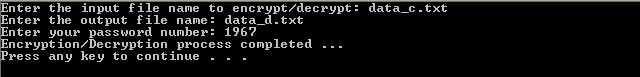 Enter the input file name to encrypt/decrypt: data_c.txt
Enter the output file name: data_d.txt
Enter your password number: 1967
Encryption/Decryption process completed ...
Press any key to continue . . .